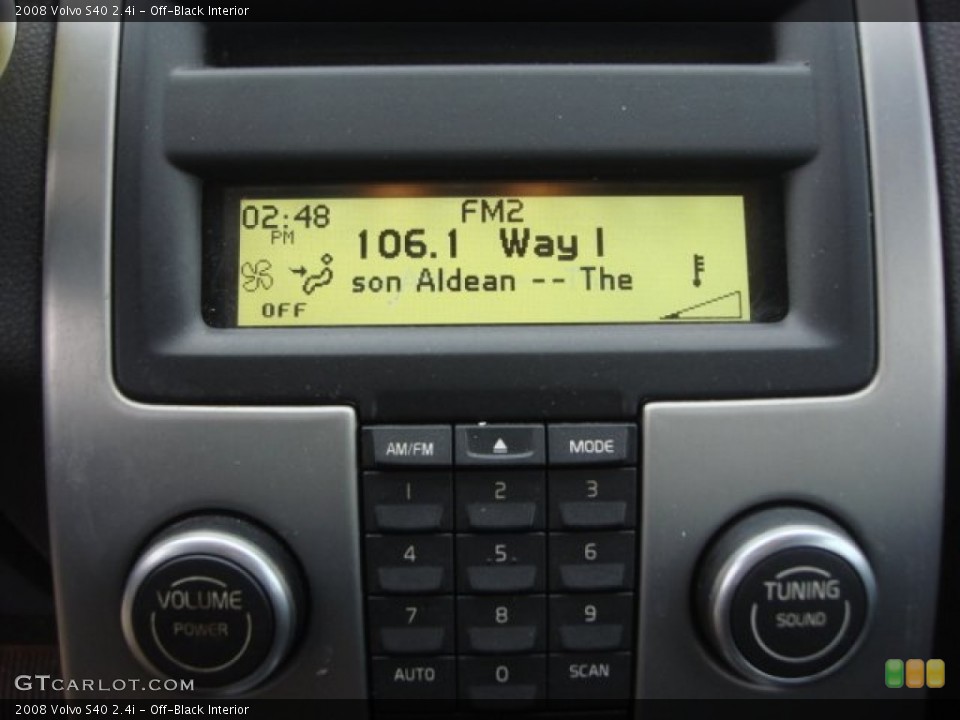 2008 Volvo S40 2.4i - Off-Black Interior
02:48
PM
FM2
106.1 Way I
son Aldean -- The
OFF
AM/FM
MODE
1 2 3
4 5 6
7 8 9
AUTO 0 SCAN
VOLUME
POWER
TUNING
SOUND
GTCARLOT.COM
2008 Volvo S40 2.4i - Off-Black Interior